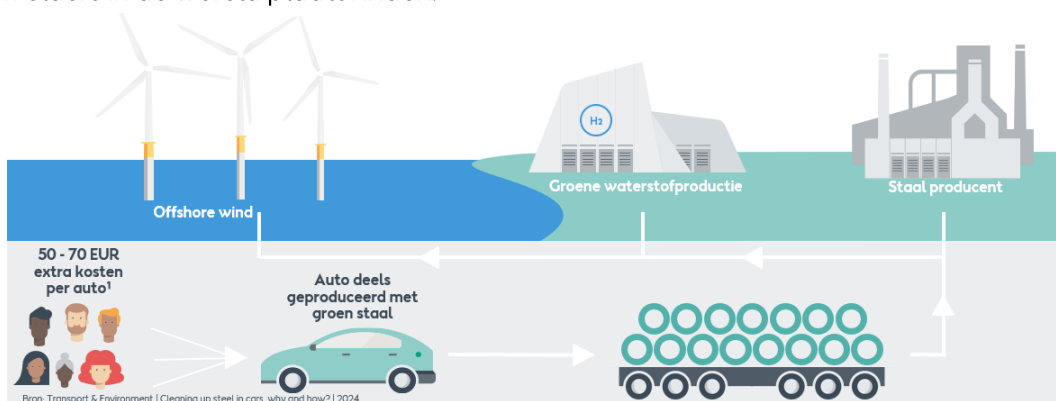 H2
Groene waterstofproductie
Staal producent
Offshore wind
50 - 70 EUR
extra kosten
per auto¹
Auto deels
geproduceerd met
groen staal
Bron: Transport & Environment | Cleaning up steel in cars, why and how? | 2024